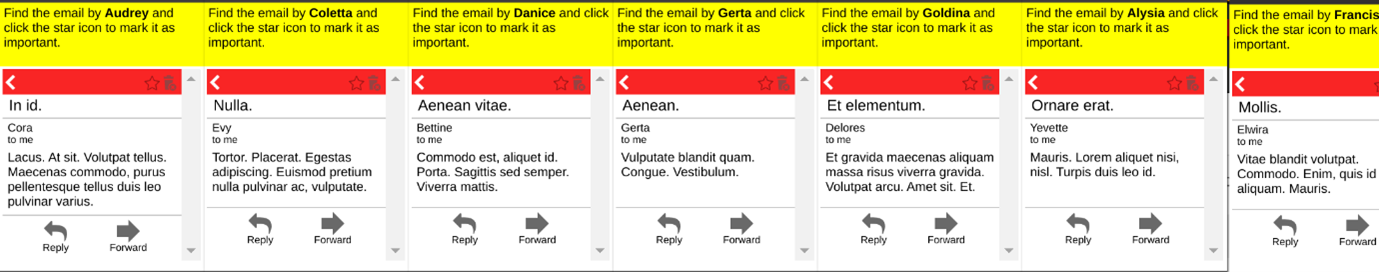 Find the email by Audrey and
click the star icon to mark it as
important.
In id.
Cora
to me
Lacus. At sit. Volutpat tellus.
Maecenas commodo, purus
pellentesque tellus duis leo
pulvinar varius.
Reply
Forward
Find the email by Coletta and
click the star icon to mark it as
important.
Nulla.
Evy
to me
Tortor. Placerat. Egestas
adipiscing. Euismod pretium
nulla pulvinar ac, vulputate.
Reply
Forward
Find the email by Danice and click
the star icon to mark it as
important.
Aenean vitae.
Bettine
to me
Commodo est, aliquet id.
Porta. Sagittis sed semper.
Viverra mattis.
Reply
Forward
Find the email by Gerta and click
the star icon to mark it as
important.
Aenean.
Gerta
to me
Vulputate blandit quam.
Congue. Vestibulum.
Reply
Forward
Find the email by Goldina and
click the star icon to mark it as
important.
Et elementum.
Delores
to me
Et gravida maecenas aliquam
massa risus viverra gravida.
Volutpat arcu. Amet sit. Et.
Reply
Forward
Find the email by Alysia and click
the star icon to mark it as
important.
Ornare erat.
Yevette
to me
Mauris. Lorem aliquet nisi,
nisl. Turpis duis leo id.
Reply
Forward
Find the email by Francis
click the star icon to mark
important.
Mollis.
Elwira
to me
Vitae blandit volutpat.
Commodo. Enim, quis id
aliquam. Mauris.
Reply
Forward